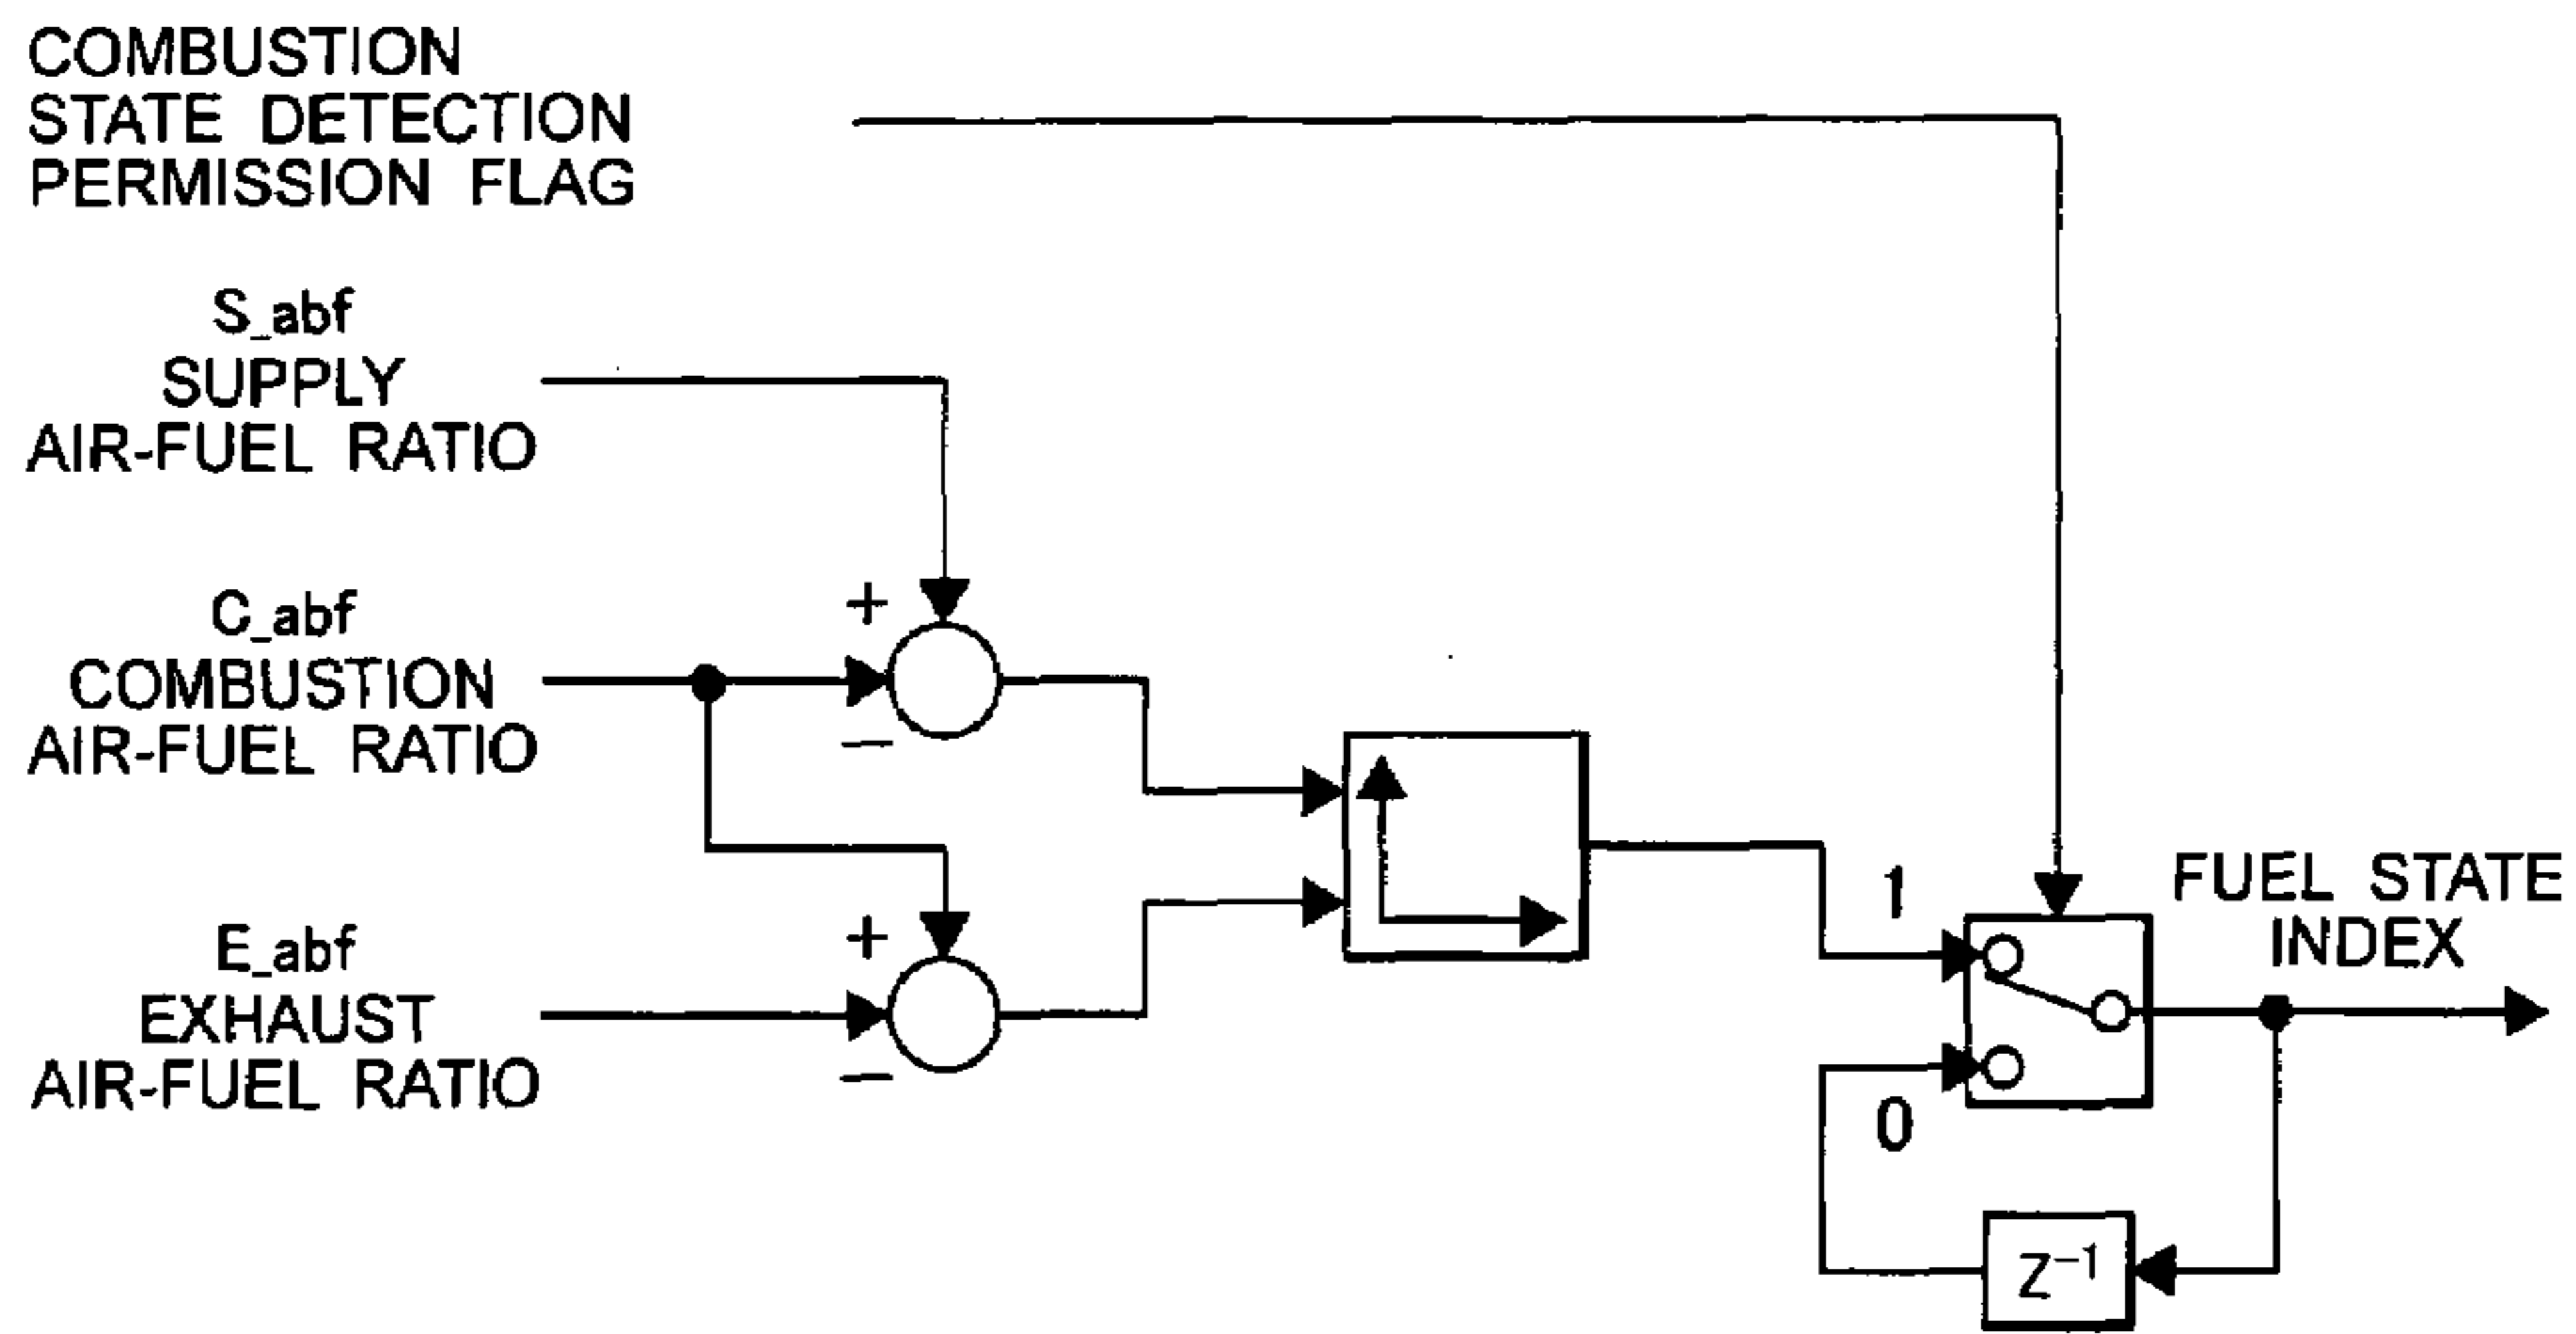 COMBUSTION
STATE DETECTION
PERMISSION FLAG
S_abf
SUPPLY
AIR-FUEL RATIO
+
C_abf
COMBUSTION
AIR-FUEL RATIO
−
E_abf
EXHAUST
AIR-FUEL RATIO
+
−
1
0
FUEL STATE
INDEX
Z⁻¹